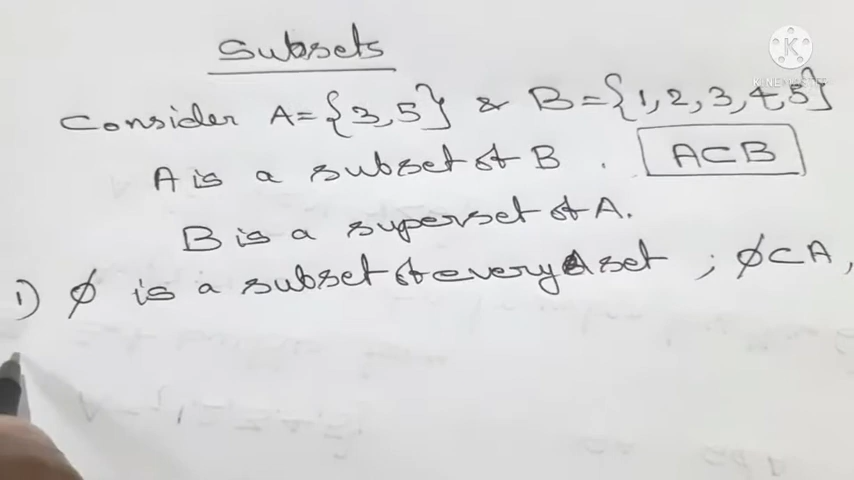 Subsets
K
KINEMASTER
Consider A={3,5} & B={1,2,3,4,5}
A is a subset of B . A⊂B
B is a superset of A.
1) ϕ is a subset of every set ; ϕ⊂A,